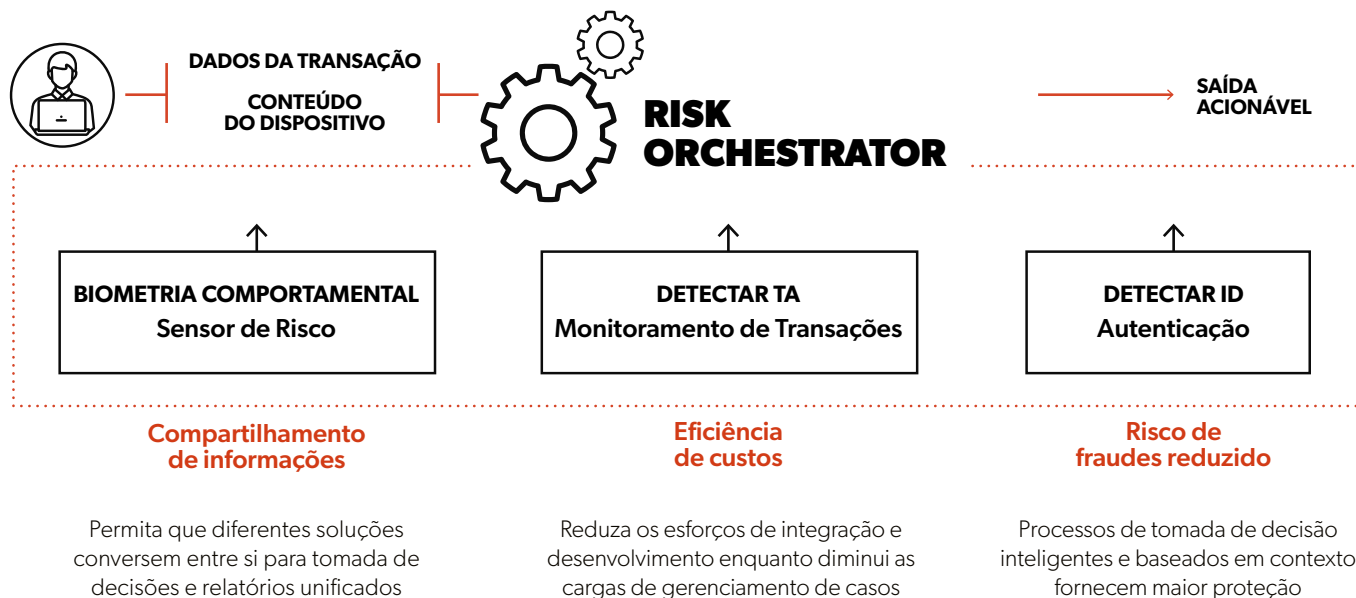 DADOS DA TRANSAÇÃO
CONTEÚDO
DO DISPOSITIVO
RISK
ORCHESTRATOR
SAÍDA
ACIONÁVEL
BIOMETRIA COMPORTAMENTAL
Sensor de Risco
DETECTAR TA
Monitoramento de Transações
DETECTAR ID
Autenticação
Compartilhamento
de informações
Eficiência
de custos
Risco de
fraudes reduzido
Permita que diferentes soluções
conversem entre si para tomada de
decisões e relatórios unificados
Reduza os esforços de integração e
desenvolvimento enquanto diminui as
cargas de gerenciamento de casos
Processos de tomada de decisão
inteligentes e baseados em contexto
fornecem maior proteção